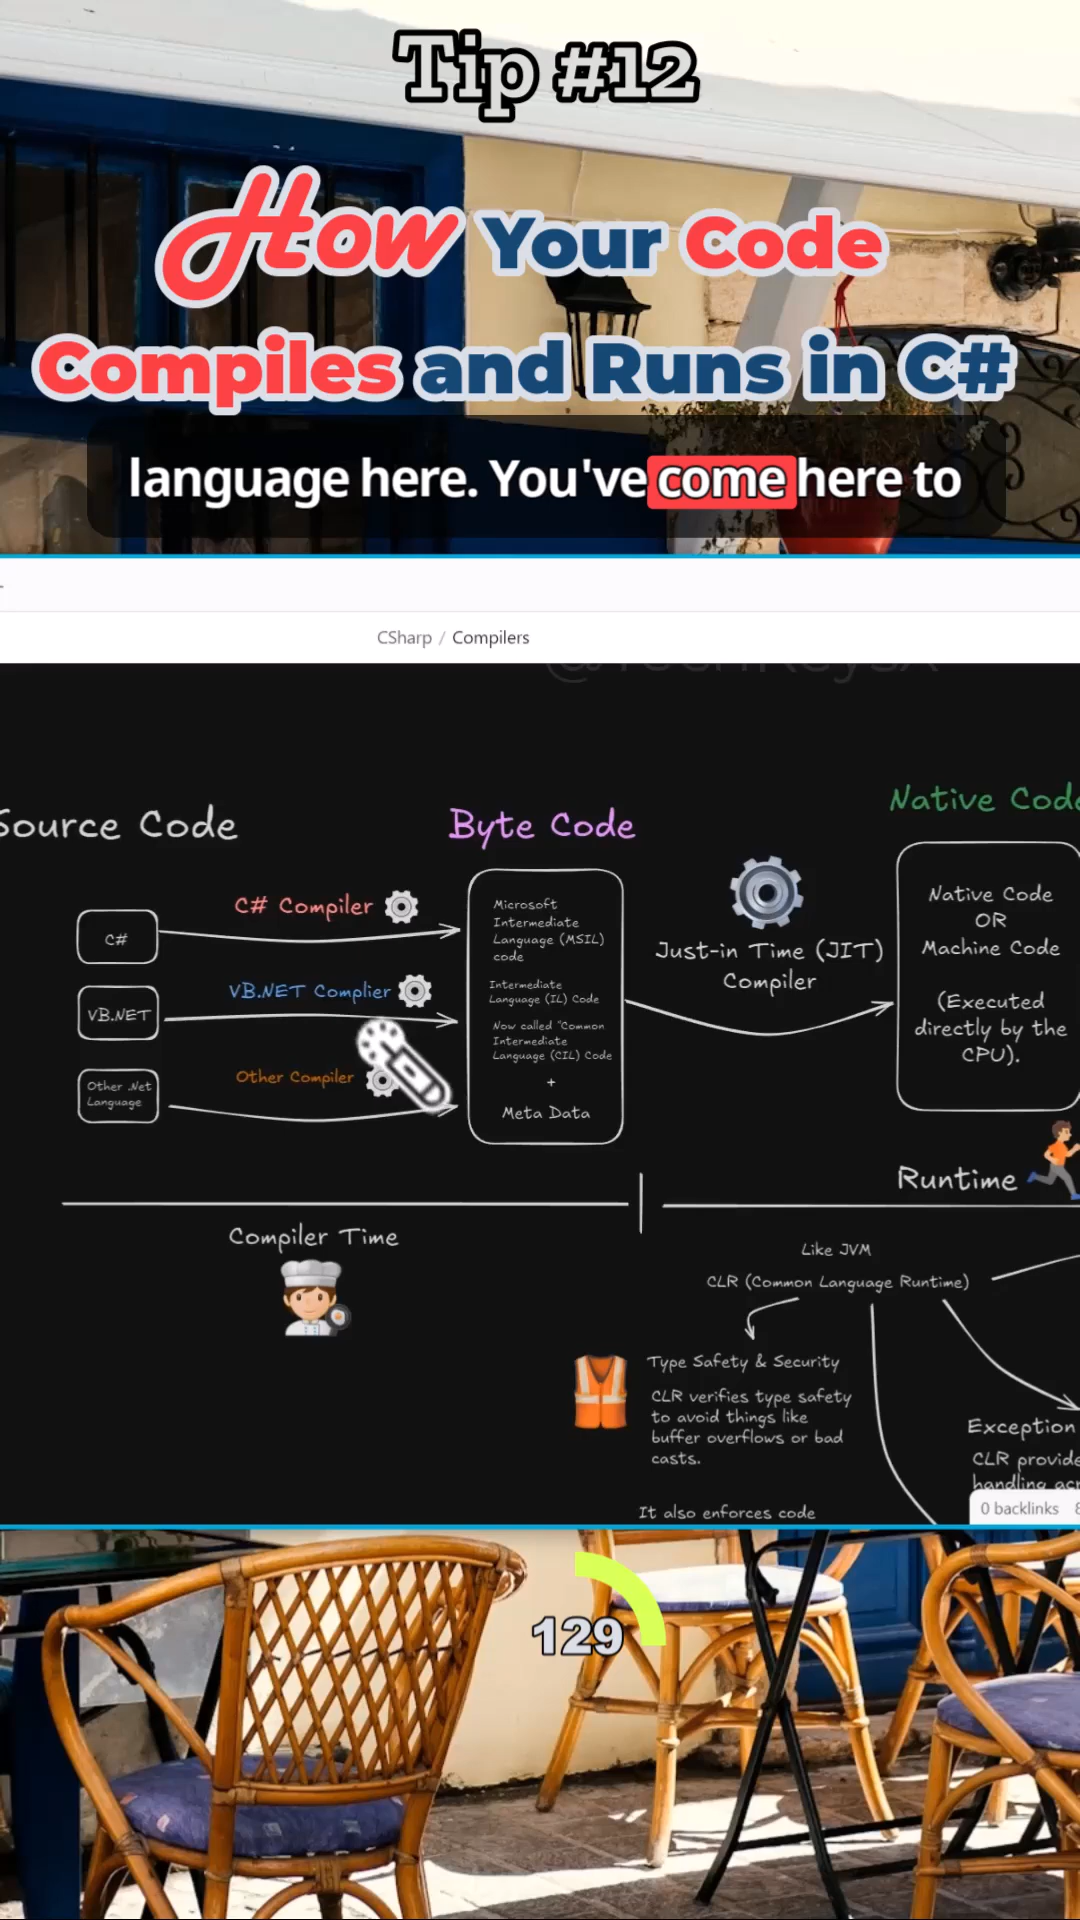 Tip #12
How Your Code
Compiles and Runs in C#
language here. You've come here to
CSharp / Compilers
Source Code
Byte Code
Native Code
C#
C# Compiler
VB.NET
VB.NET Complier
Other .Net
Language
Other Compiler
Microsoft
Intermediate
Language (MSIL)
code
Intermediate
Language (IL) Code
Now called "Common
Intermediate
Language (CIL) Code
+
Meta Data
Just-in Time (JIT)
Compiler
Native Code
OR
Machine Code
(Executed
directly by the
CPU).
Compiler Time
Runtime
Like JVM
CLR (Common Language Runtime)
Type Safety & Security
CLR verifies type safety
to avoid things like
buffer overflows or bad
casts.
It also enforces code
Exception
CLR provide
handling acr
0 backlinks
129